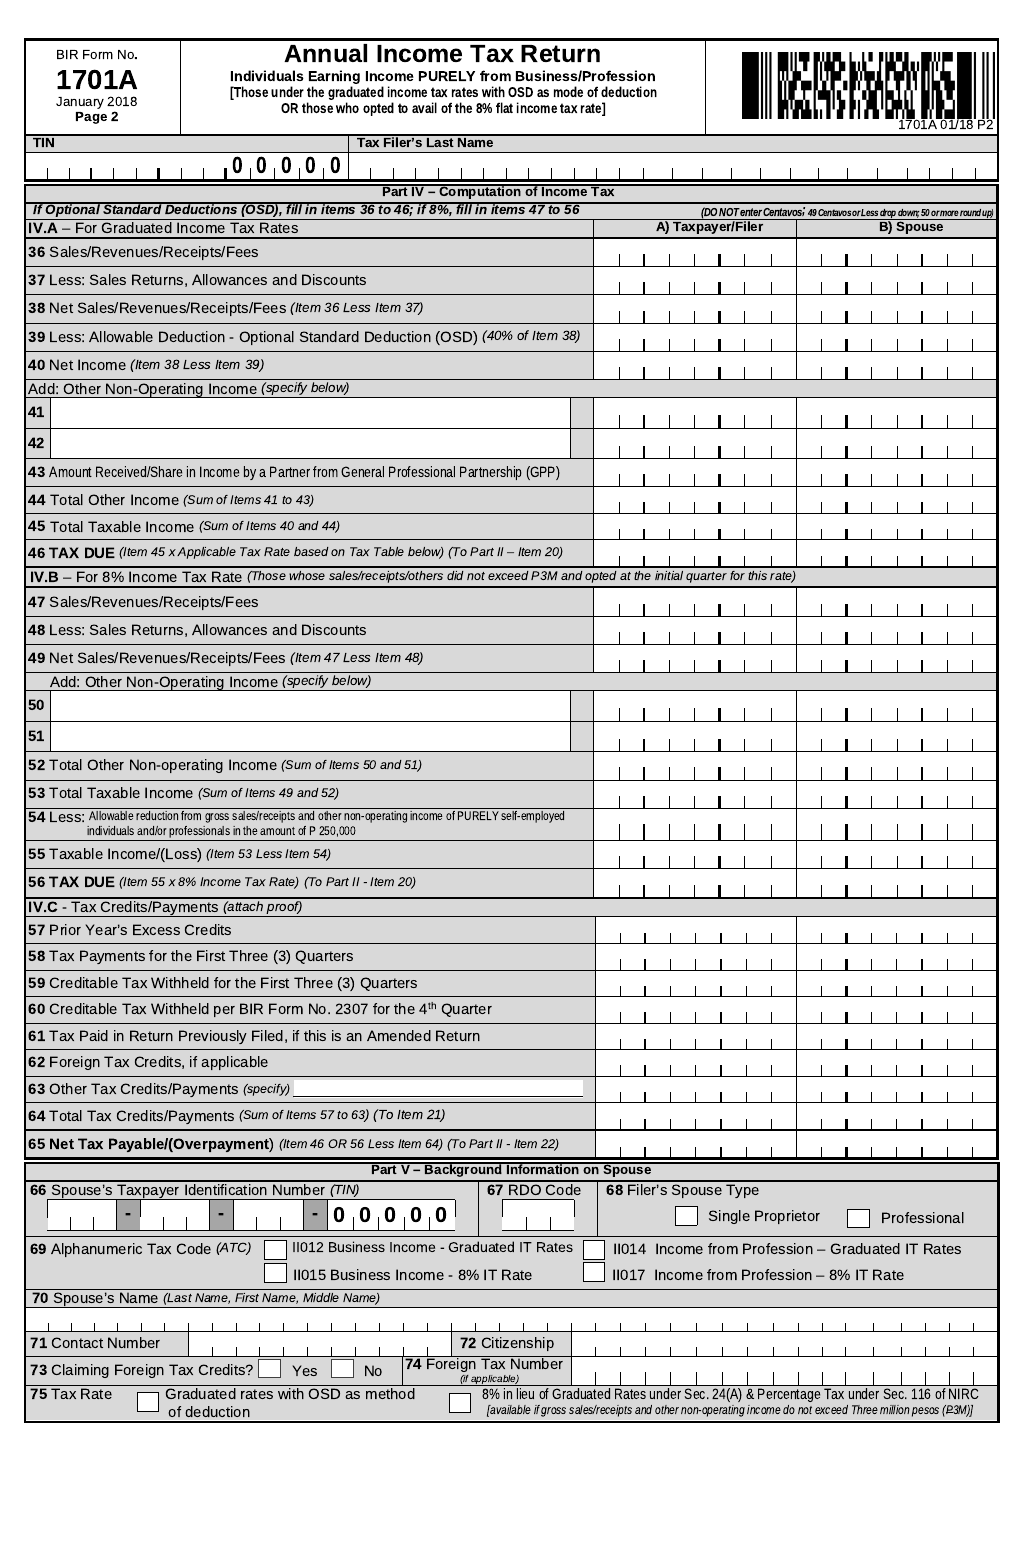 BIR Form No.
1701A
January 2018
Page 2
Annual Income Tax Return
Individuals Earning Income PURELY from Business/Profession
[Those under the graduated income tax rates with OSD as mode of deduction
OR those who opted to avail of the 8% flat income tax rate]
1701A 01/18 P2
TIN
Tax Filer's Last Name
0 0 0 0 0
Part IV – Computation of Income Tax
If Optional Standard Deductions (OSD), fill in items 36 to 46; if 8%, fill in items 47 to 56
(DO NOT enter Centavos; 49 Centavos or Less drop down; 50 or more round up)
IV.A – For Graduated Income Tax Rates
A) Taxpayer/Filer
B) Spouse
36 Sales/Revenues/Receipts/Fees
37 Less: Sales Returns, Allowances and Discounts
38 Net Sales/Revenues/Receipts/Fees (Item 36 Less Item 37)
39 Less: Allowable Deduction - Optional Standard Deduction (OSD) (40% of Item 38)
40 Net Income (Item 38 Less Item 39)
Add: Other Non-Operating Income (specify below)
41
42
43 Amount Received/Share in Income by a Partner from General Professional Partnership (GPP)
44 Total Other Income (Sum of Items 41 to 43)
45 Total Taxable Income (Sum of Items 40 and 44)
46 TAX DUE (Item 45 x Applicable Tax Rate based on Tax Table below) (To Part II – Item 20)
IV.B – For 8% Income Tax Rate (Those whose sales/receipts/others did not exceed P3M and opted at the initial quarter for this rate)
47 Sales/Revenues/Receipts/Fees
48 Less: Sales Returns, Allowances and Discounts
49 Net Sales/Revenues/Receipts/Fees (Item 47 Less Item 48)
Add: Other Non-Operating Income (specify below)
50
51
52 Total Other Non-operating Income (Sum of Items 50 and 51)
53 Total Taxable Income (Sum of Items 49 and 52)
54 Less: Allowable reduction from gross sales/receipts and other non-operating income of PURELY self-employed
individuals and/or professionals in the amount of P 250,000
55 Taxable Income/(Loss) (Item 53 Less Item 54)
56 TAX DUE (Item 55 x 8% Income Tax Rate) (To Part II - Item 20)
IV.C - Tax Credits/Payments (attach proof)
57 Prior Year's Excess Credits
58 Tax Payments for the First Three (3) Quarters
59 Creditable Tax Withheld for the First Three (3) Quarters
60 Creditable Tax Withheld per BIR Form No. 2307 for the 4th Quarter
61 Tax Paid in Return Previously Filed, if this is an Amended Return
62 Foreign Tax Credits, if applicable
63 Other Tax Credits/Payments (specify)
64 Total Tax Credits/Payments (Sum of Items 57 to 63) (To Item 21)
65 Net Tax Payable/(Overpayment) (Item 46 OR 56 Less Item 64) (To Part II - Item 22)
Part V – Background Information on Spouse
66 Spouse's Taxpayer Identification Number (TIN)
67 RDO Code
68 Filer's Spouse Type
- - - 0 0 0 0 0
Single Proprietor
Professional
69 Alphanumeric Tax Code (ATC)
II012 Business Income - Graduated IT Rates
II014 Income from Profession – Graduated IT Rates
II015 Business Income - 8% IT Rate
II017 Income from Profession – 8% IT Rate
70 Spouse's Name (Last Name, First Name, Middle Name)
71 Contact Number
72 Citizenship
73 Claiming Foreign Tax Credits?
Yes
No
74 Foreign Tax Number
(if applicable)
75 Tax Rate
Graduated rates with OSD as method
of deduction
8% in lieu of Graduated Rates under Sec. 24(A) & Percentage Tax under Sec. 116 of NIRC
[available if gross sales/receipts and other non-operating income do not exceed Three million pesos (P3M)]